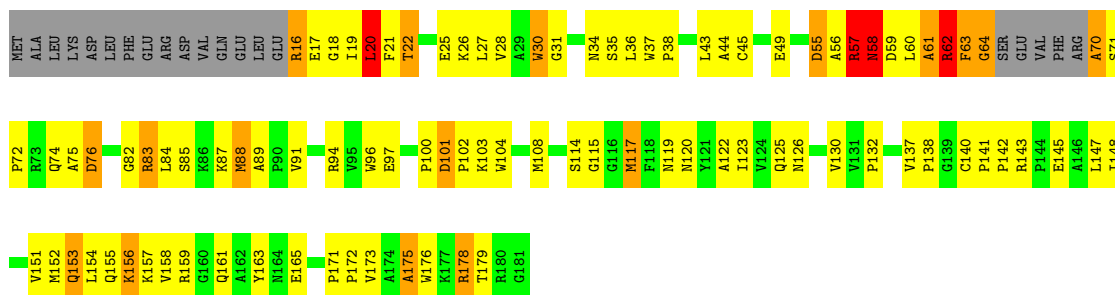 MET ALA LEU LYS ASP LEU PHE GLU ARG ASP VAL GLN GLU LEU GLU R16 E17 G18 I19 L20 F21 T22 E25 K26 L27 V28 A29 W30 G31 N34 S35 L36 W37 P38 L43 A44 C45 E49 D55 A56 R57 N58 D59 L60 A61 R62 F63 G64 SER GLU VAL PHE ARG A70 S71
P72 R73 Q74 A75 D76 G82 R83 L84 S85 K86 K87 M88 A89 P90 V91 R94 V95 W96 E97 P100 D101 P102 K103 W104 M108 S114 G115 G116 M117 F118 N119 N120 Y121 A122 I123 V124 Q125 N126 V130 V131 P132 V137 P138 G139 C140 P141 P142 R143 P144 E145 A146 L147 I148
V151 M152 Q153 L154 Q155 K156 K157 V158 R159 G160 Q161 A162 Y163 N164 E165 P171 P172 V173 A174 A175 W176 K177 R178 T179 R180 G181